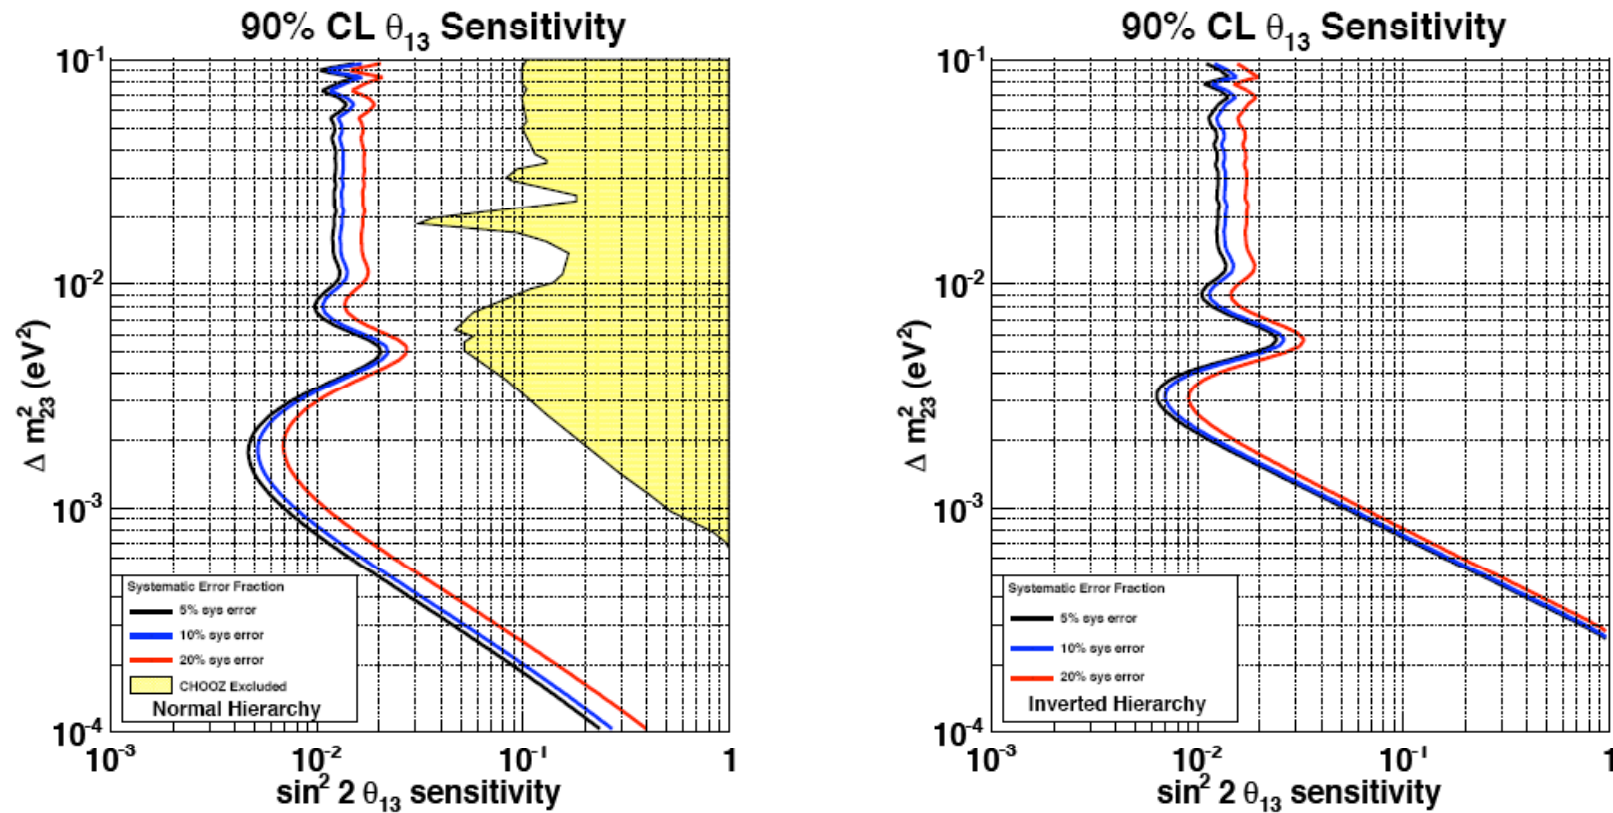 90% CL θ₁₃ Sensitivity
10⁻¹
10⁻²
10⁻³
10⁻⁴
Δ m²₂₃ (eV²)
Systematic Error Fraction
5% sys error
10% sys error
20% sys error
CHOOZ Excluded
Normal Hierarchy
10⁻³ 10⁻² 10⁻¹ 1
sin² 2 θ₁₃ sensitivity
90% CL θ₁₃ Sensitivity
10⁻¹
10⁻²
10⁻³
10⁻⁴
Δ m²₂₃ (eV²)
Systematic Error Fraction
5% sys error
10% sys error
20% sys error
Inverted Hierarchy
10⁻³ 10⁻² 10⁻¹ 1
sin² 2 θ₁₃ sensitivity